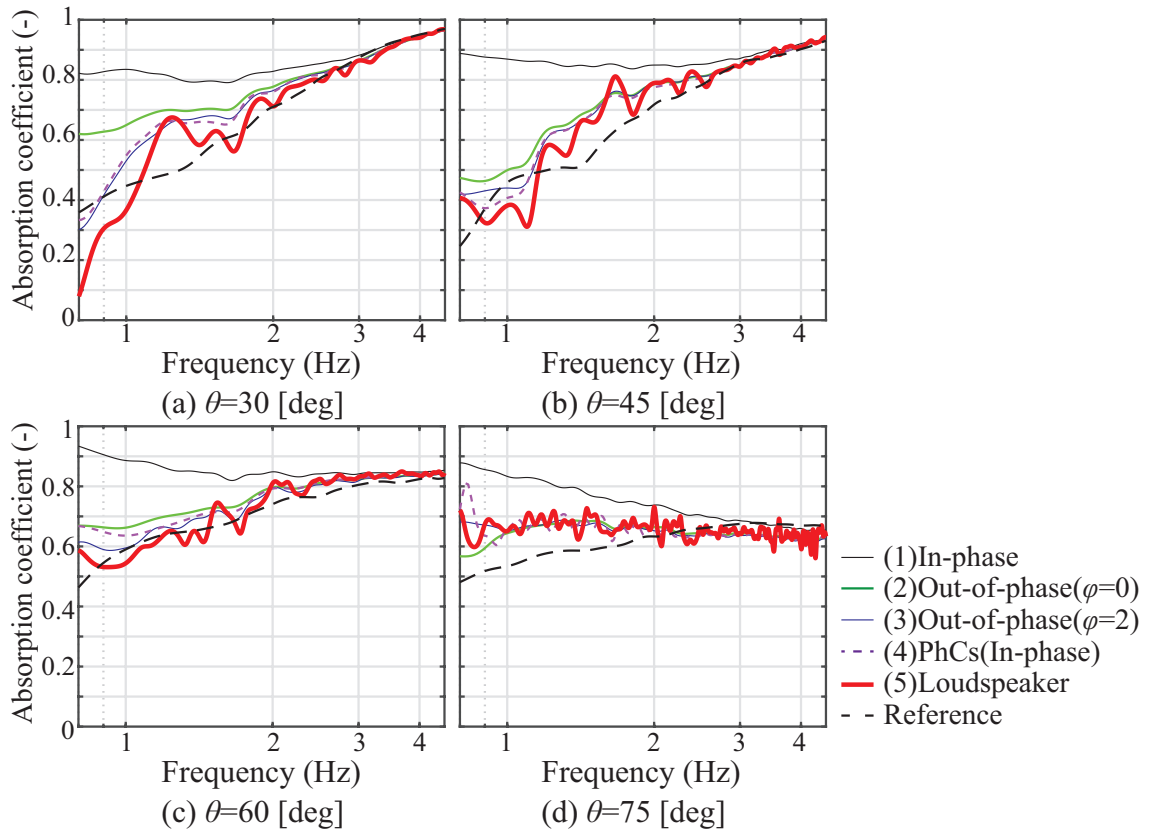 Absorption coefficient (-)
1
0.8
0.6
0.4
0.2
0
1 2 3 4
Frequency (Hz)
(a) θ=30 [deg]
1 2 3 4
Frequency (Hz)
(b) θ=45 [deg]
Absorption coefficient (-)
1
0.8
0.6
0.4
0.2
0
1 2 3 4
Frequency (Hz)
(c) θ=60 [deg]
1 2 3 4
Frequency (Hz)
(d) θ=75 [deg]
(1)In-phase
(2)Out-of-phase(φ=0)
(3)Out-of-phase(φ=2)
(4)PhCs(In-phase)
(5)Loudspeaker
Reference